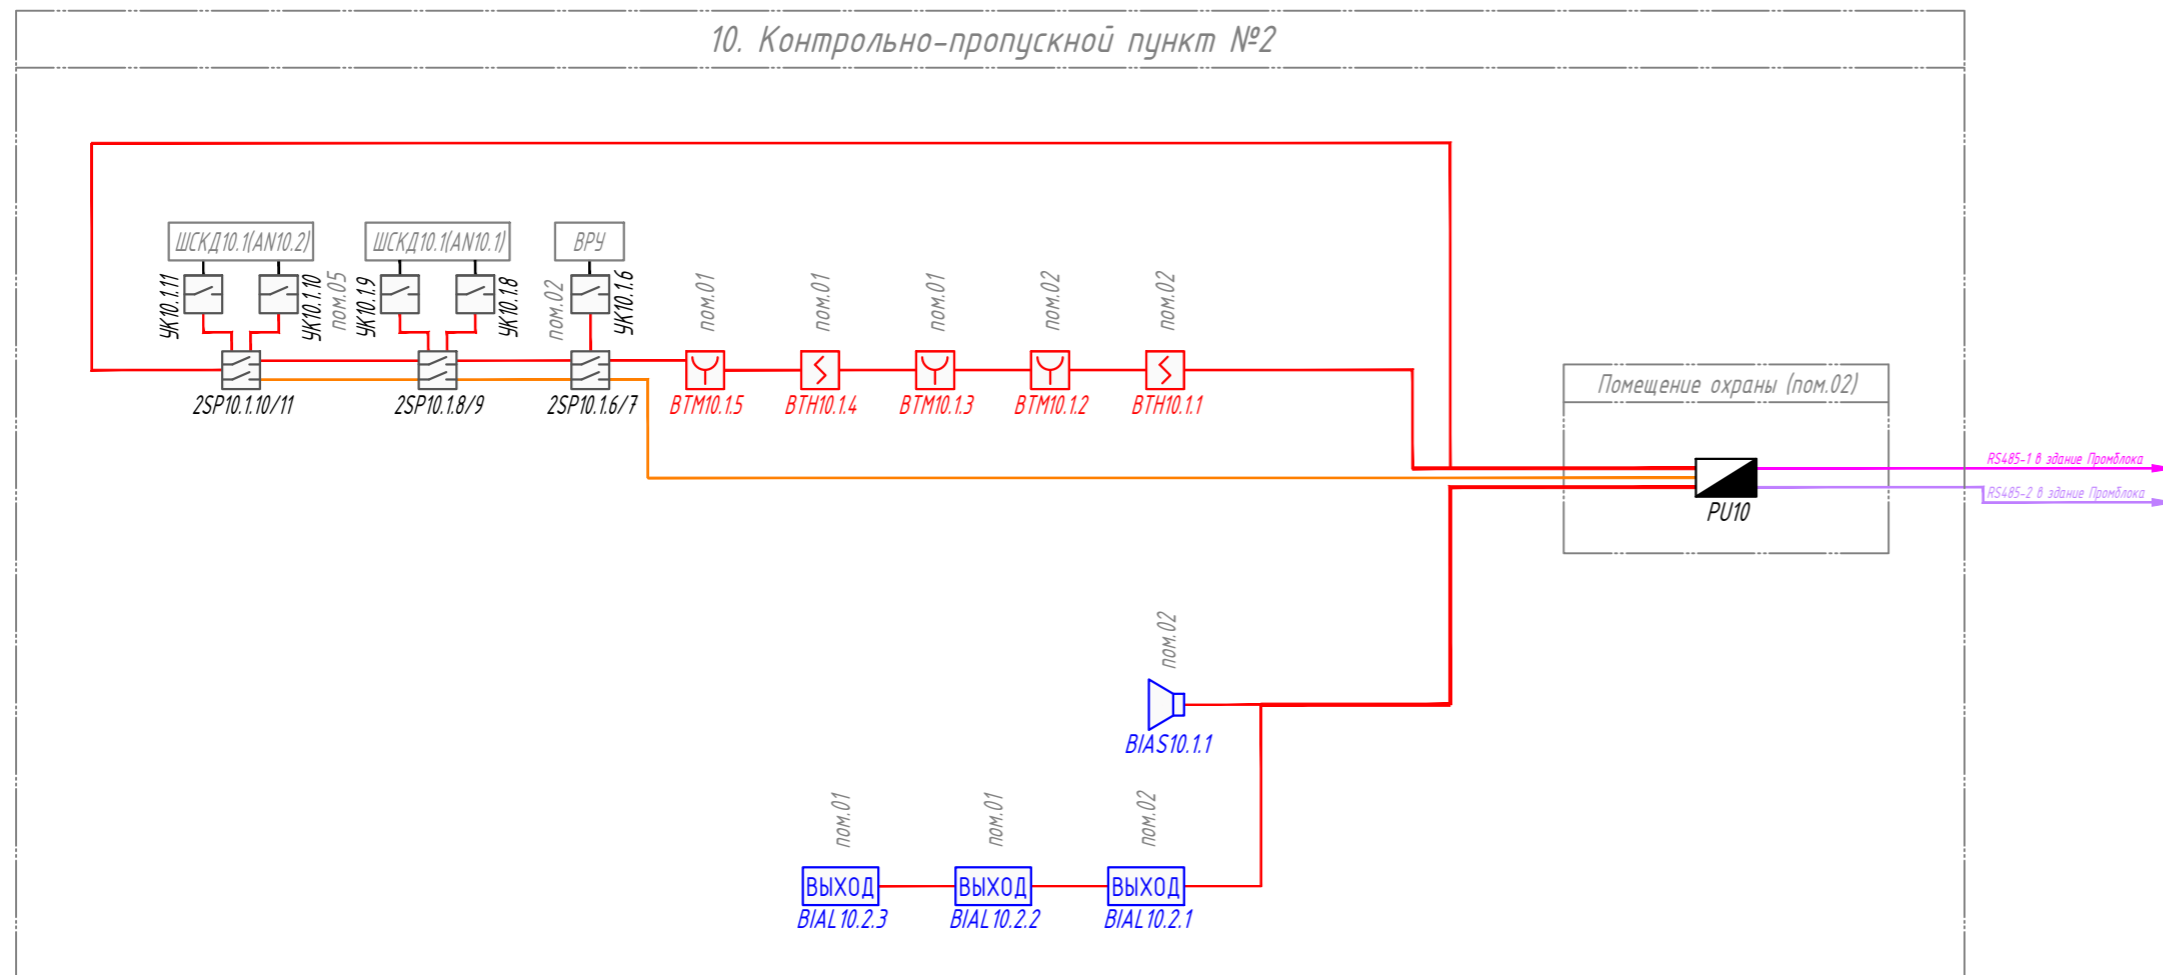 10. Контрольно-пропускной пункт №2
ШСКД10.1(AN10.2)
ШСКД10.1(AN10.1)
ВРУ
УК10.1.11
УК10.1.10
пом.05
УК10.1.9
УК10.1.8
пом.02
УК10.1.6
пом.01
пом.01
пом.01
пом.02
пом.02
2SP10.1.10/11
2SP10.1.8/9
2SP10.1.6/7
BTM10.1.5
BTH10.1.4
BTM10.1.3
BTM10.1.2
BTH10.1.1
Помещение охраны (пом.02)
RS485-1 в здание Промблока
RS485-2 в здание Промблока
PU10
пом.02
BIAS10.1.1
пом.01
пом.01
пом.02
ВЫХОД
ВЫХОД
ВЫХОД
BIAL10.2.3
BIAL10.2.2
BIAL10.2.1